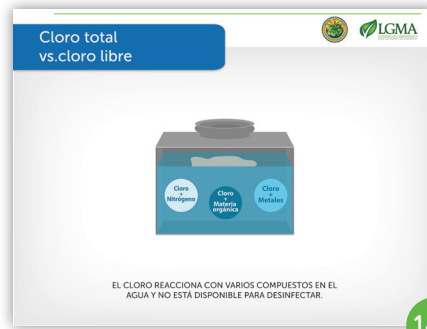 Cloro total
vs.cloro libre
LGMA
Cloro
+
Nitrógeno
Cloro
+
Materia
orgánica
Cloro
+
Metales
EL CLORO REACCIONA CON VARIOS COMPUESTOS EN EL
AGUA Y NO ESTÁ DISPONIBLE PARA DESINFECTAR.